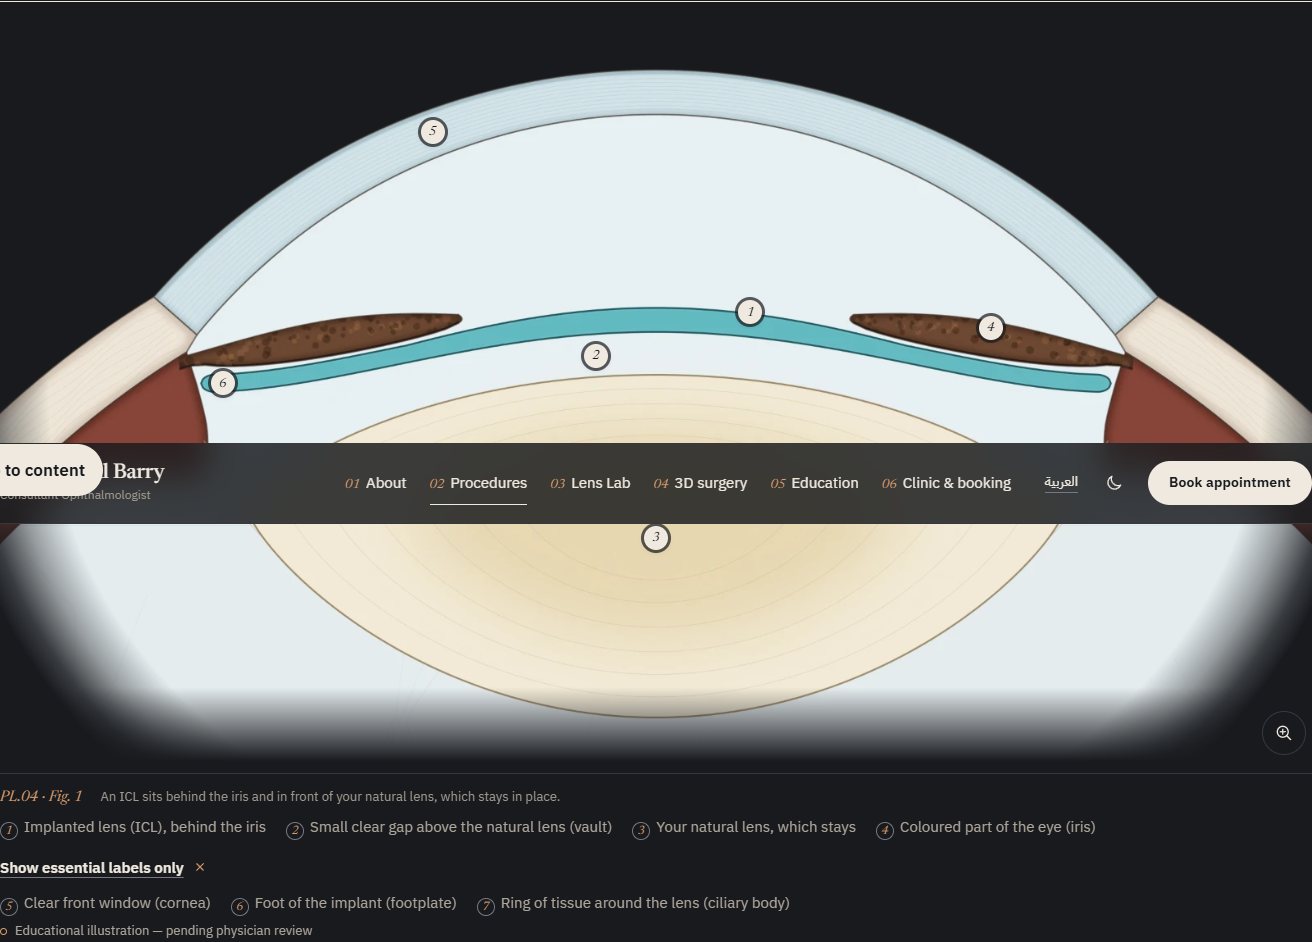 5
1
4
2
6
to content
l Barry
Consultant Ophthalmologist
01 About 02 Procedures 03 Lens Lab 04 3D surgery 05 Education 06 Clinic & booking العربية Book appointment
3
PL.04 · Fig. 1 An ICL sits behind the iris and in front of your natural lens, which stays in place.
1 Implanted lens (ICL), behind the iris 2 Small clear gap above the natural lens (vault) 3 Your natural lens, which stays 4 Coloured part of the eye (iris)
Show essential labels only ×
5 Clear front window (cornea) 6 Foot of the implant (footplate) 7 Ring of tissue around the lens (ciliary body)
Educational illustration — pending physician review